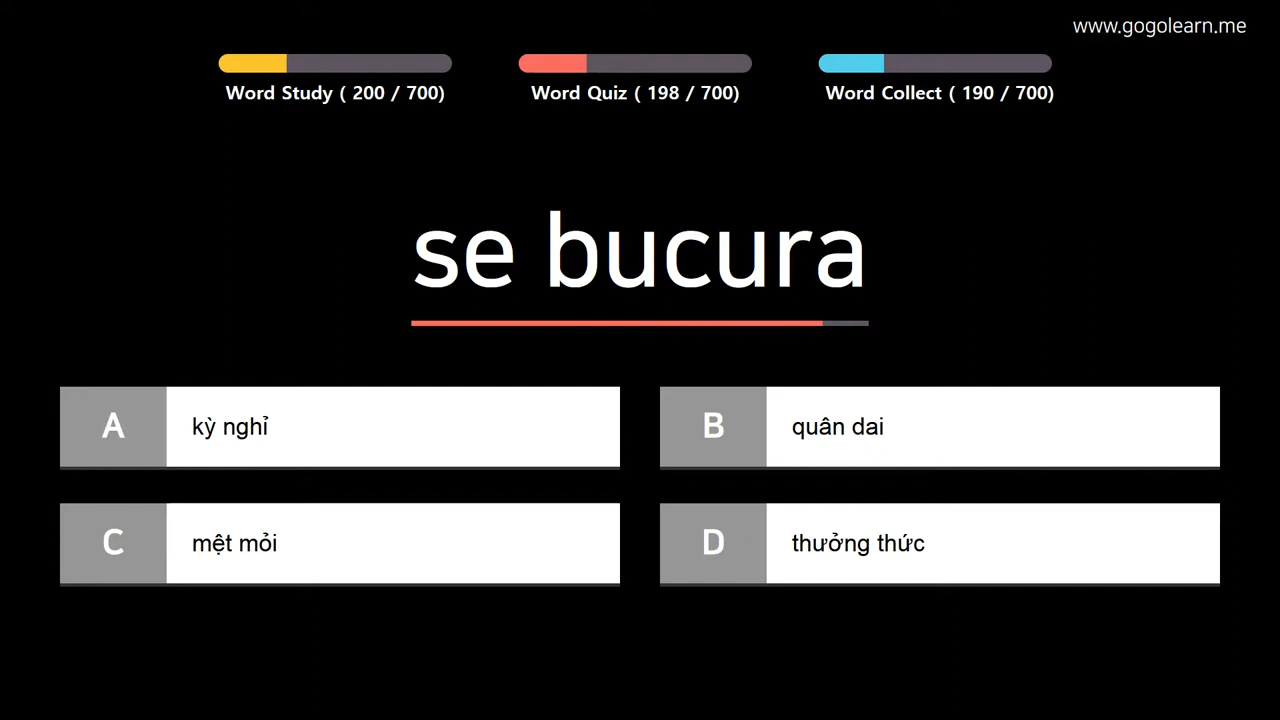 www.gogolearn.me
Word Study ( 200 / 700)
Word Quiz ( 198 / 700)
Word Collect ( 190 / 700)
se bucura
A kỳ nghỉ
B quân dai
C mệt mỏi
D thưởng thức